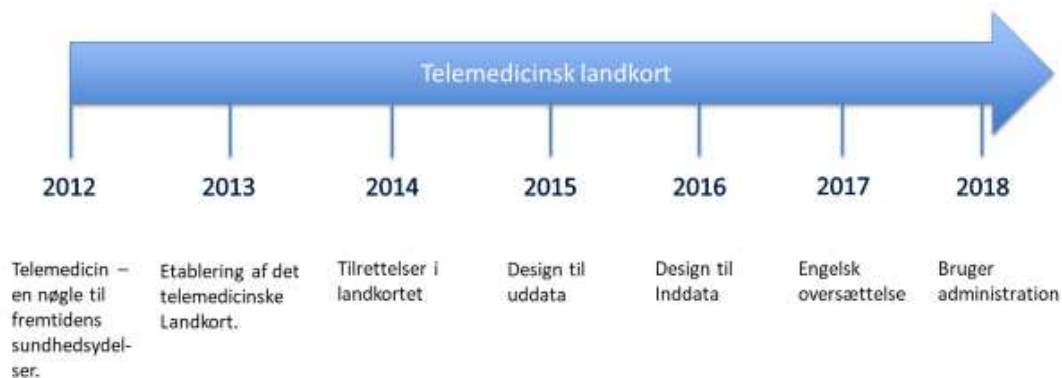 Telemedicinsk landkort
2012
2013
2014
2015
2016
2017
2018
Telemedicin –
en nøgle til
fremtidens
sundhedsydel-
ser.
Etablering af det
telemedicinske
Landkort.
Tilrettelser i
landkortet
Design til
uddata
Design til
Inddata
Engelsk
oversættelse
Bruger
administration